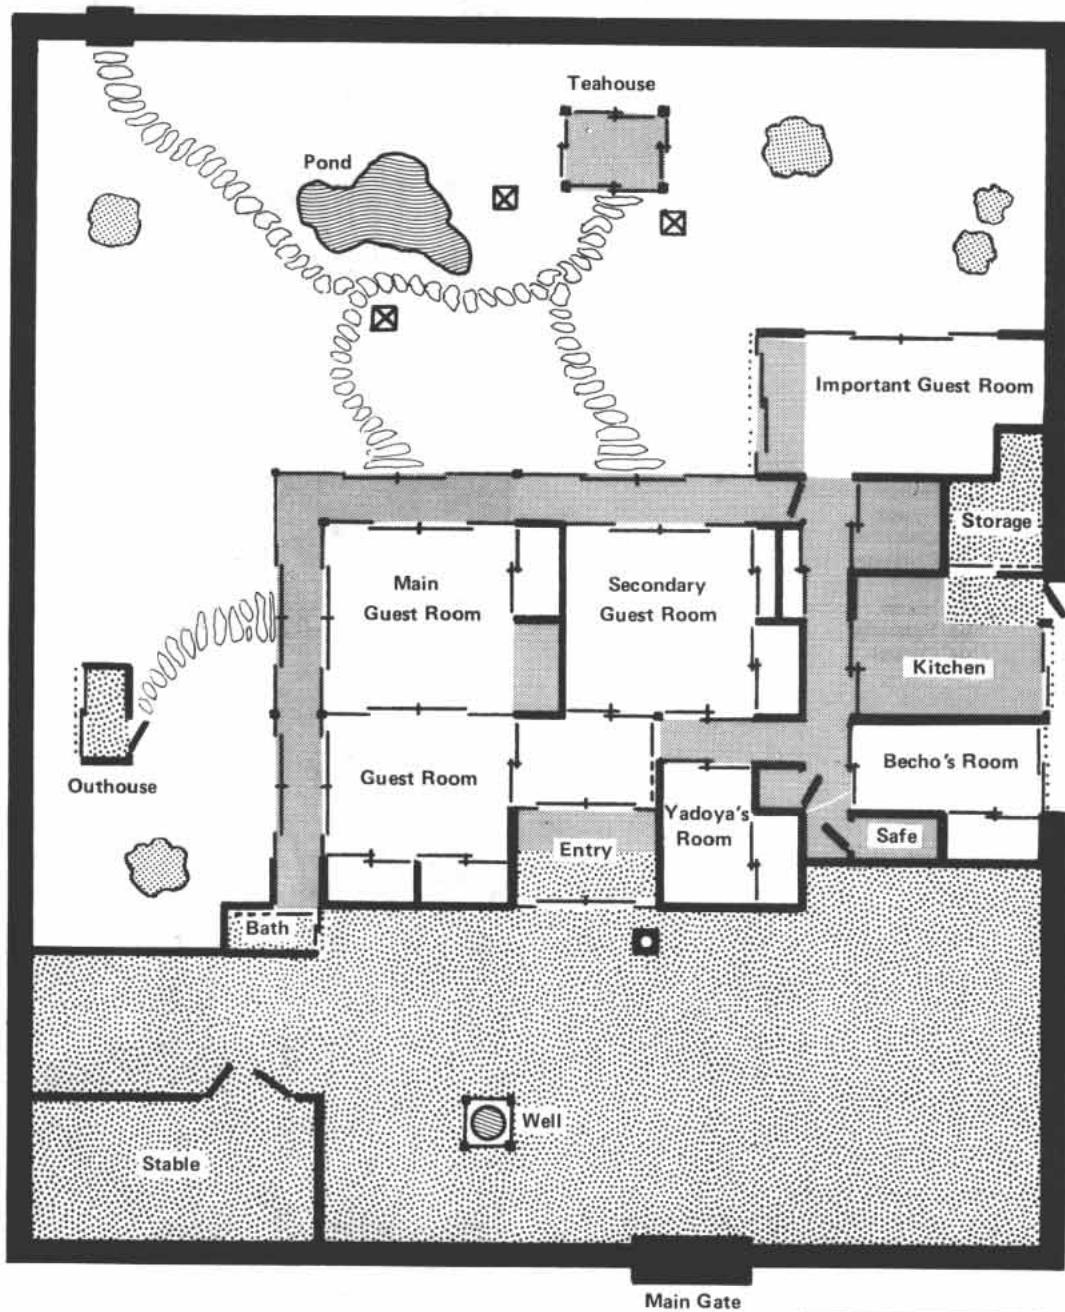 Teahouse
Pond
Important Guest Room
Storage
Main
Guest Room
Secondary
Guest Room
Kitchen
Outhouse
Guest Room
Becho's Room
Yadoya's
Room
Entry
Safe
Bath
Well
Stable
Main Gate